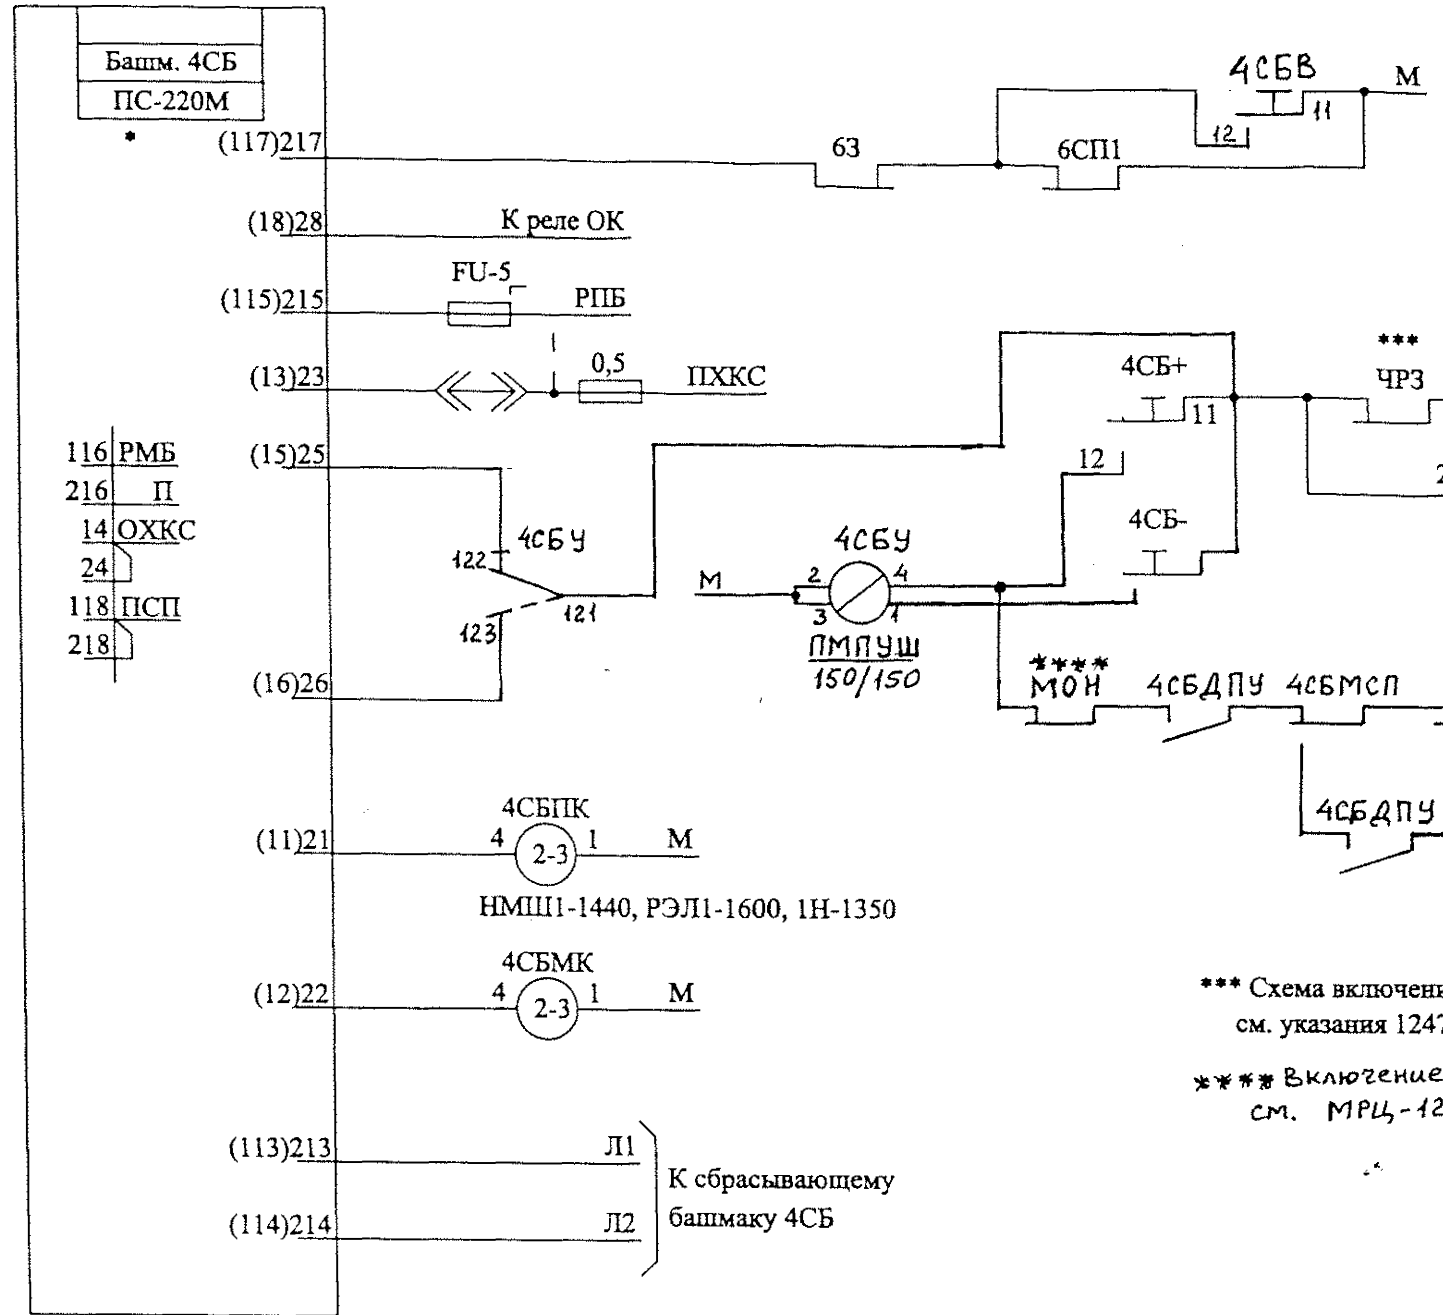 Башм. 4СБ
ПС-220М
*
(117)217
6З
6СП1
4СБВ
12
11
М
(18)28
К реле ОК
(115)215
FU-5
РПБ
(13)23
0,5
ПХКС
116 РМБ
216 П
14 ОХКС
24
118 ПСП
218
(15)25
4СБУ
122
121
123
(16)26
М
4СБУ
2
4
3
1
ПМПУШ
150/150
4СБ+
11
12
4СБ-
***
ЧРЗ
2
****
МОН
4СБДПУ
4СБМСП
4СБДПУ
4СБПК
(11)21
4
2-3
1
М
НМШ1-1440, РЭЛ1-1600, 1Н-1350
4СБМК
(12)22
4
2-3
1
М
*** Схема включени
см. указания 1247
**** Включение
см. МРЦ-12
(113)213
Л1
(114)214
Л2
К сбрасывающему
башмаку 4СБ